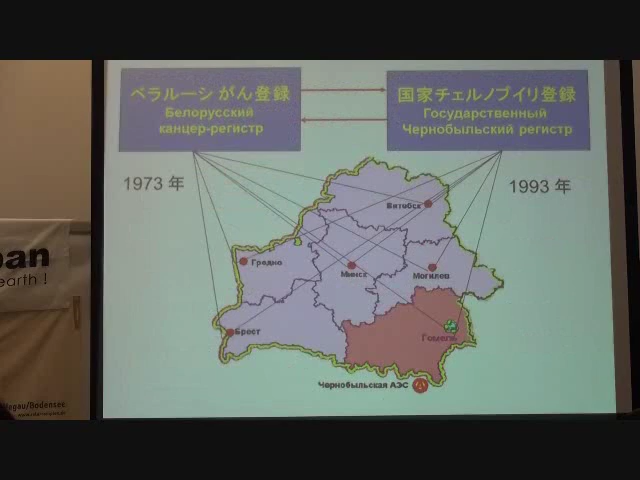 ベラルーシ がん登録
Белорусский
канцер-регистр
国家チェルノブイリ登録
Государственный
Чернобыльский регистр
1973 年
1993 年
Витебск
Гродно
Минск
Могилев
Брест
Гомель
Чернобыльская АЭС
pan
earth !